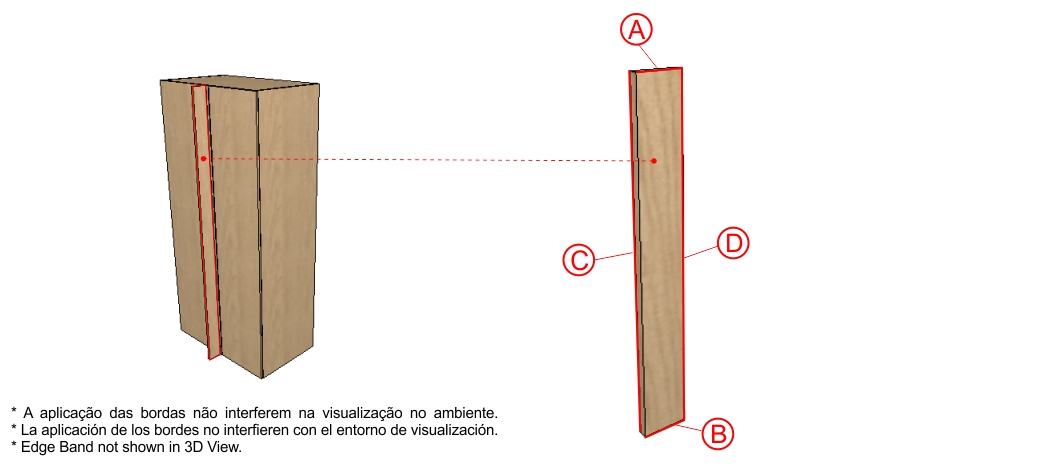 A
C
D
B
* A aplicação das bordas não interferem na visualização no ambiente.
* La aplicación de los bordes no interfieren con el entorno de visualización.
* Edge Band not shown in 3D View.